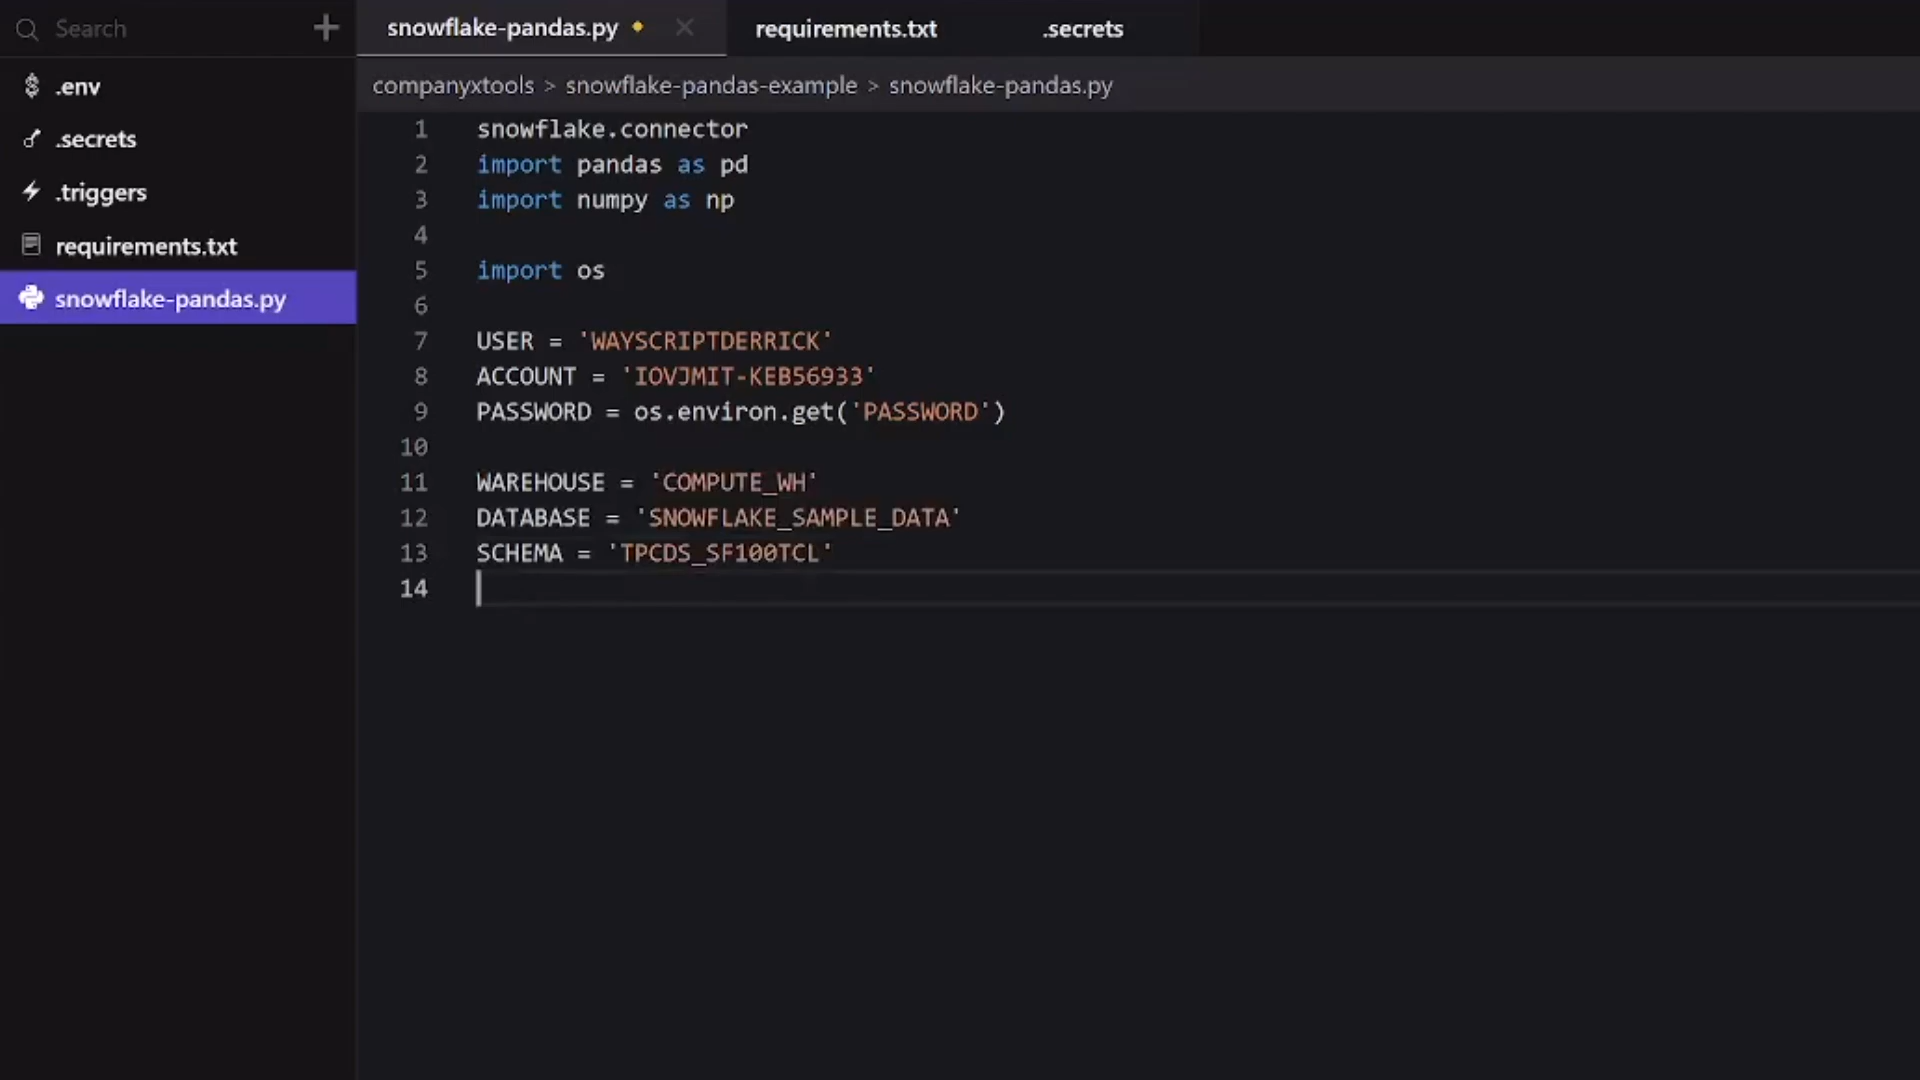 Search
snowflake-pandas.py
requirements.txt
.secrets
.env
.secrets
.triggers
requirements.txt
snowflake-pandas.py
companyxtools > snowflake-pandas-example > snowflake-pandas.py
1 snowflake.connector
2 import pandas as pd
3 import numpy as np
4
5 import os
6
7 USER = 'WAYSCRIPTDERRICK'
8 ACCOUNT = 'IOVJMIT-KEB56933'
9 PASSWORD = os.environ.get('PASSWORD')
10
11 WAREHOUSE = 'COMPUTE_WH'
12 DATABASE = 'SNOWFLAKE_SAMPLE_DATA'
13 SCHEMA = 'TPCDS_SF100TCL'
14